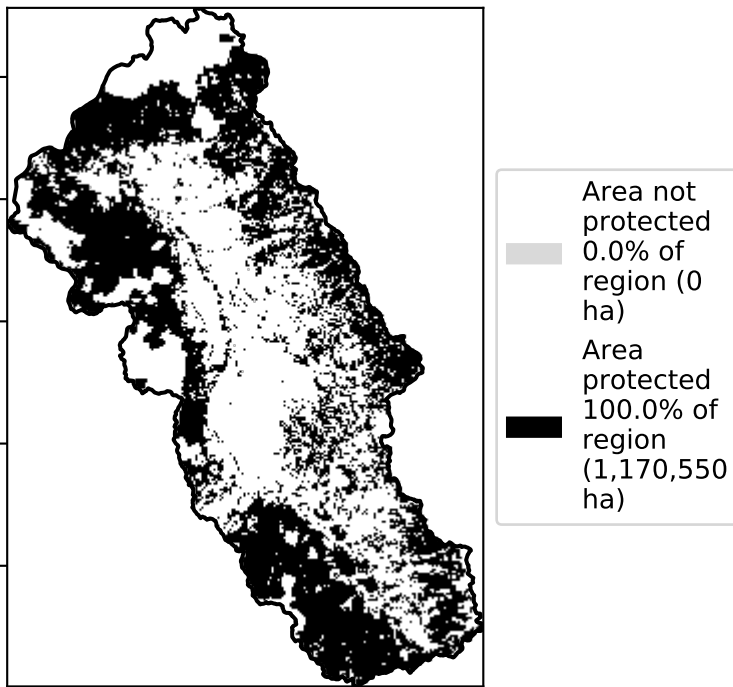 Area not
protected
0.0% of
region (0
ha)
Area
protected
100.0% of
region
(1,170,550
ha)